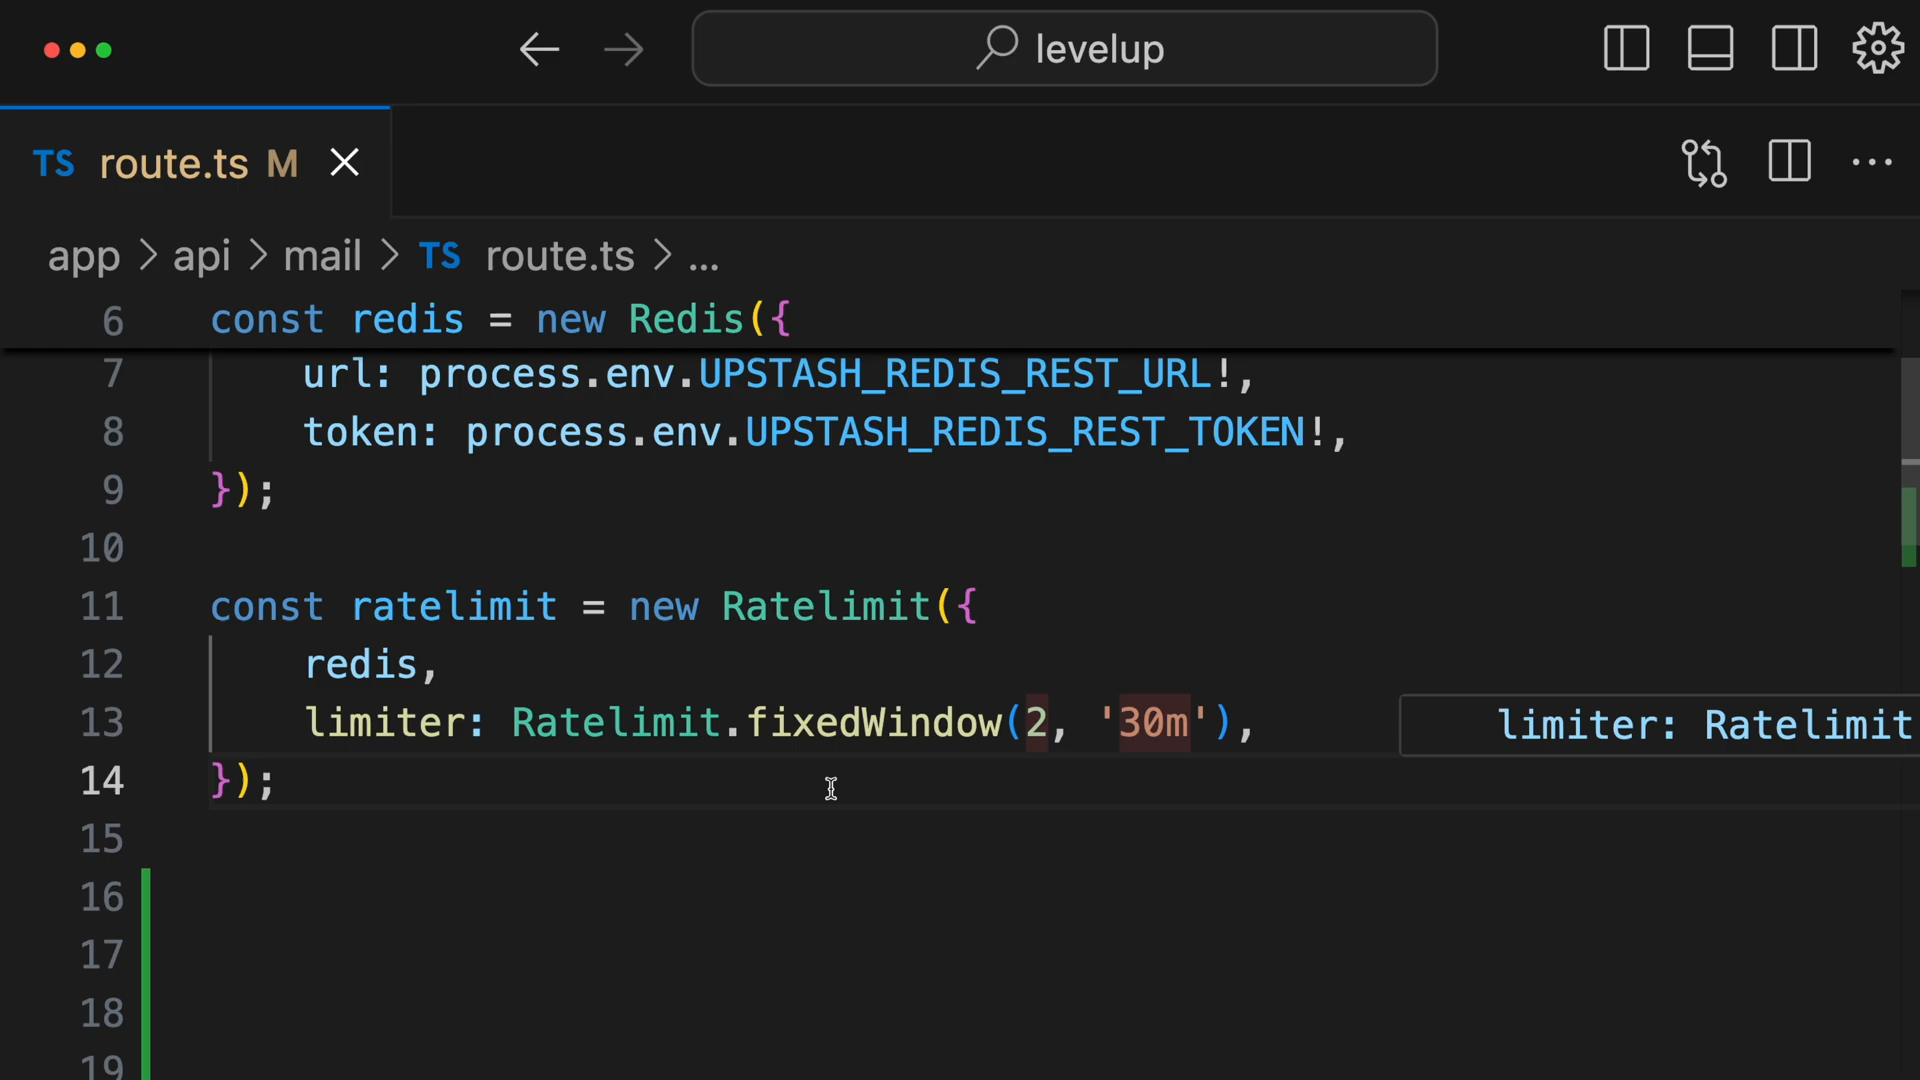 levelup
TS route.ts M
app > api > mail > TS route.ts > ...
6 const redis = new Redis({
7 url: process.env.UPSTASH_REDIS_REST_URL!,
8 token: process.env.UPSTASH_REDIS_REST_TOKEN!,
9 });
10
11 const ratelimit = new Ratelimit({
12 redis,
13 limiter: Ratelimit.fixedWindow(2, '30m'), limiter: Ratelimit
14 });
15
16
17
18
19